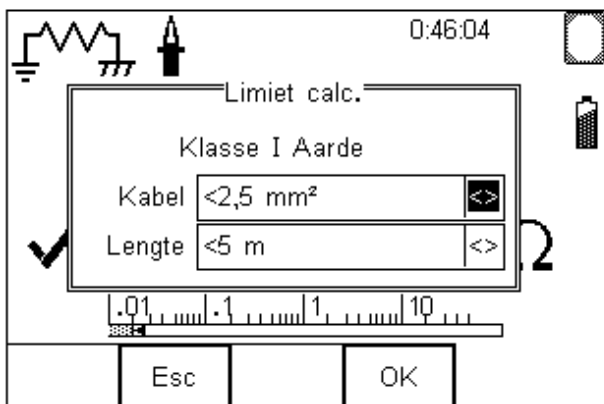 0:46:04
Limiet calc.
Klasse I Aarde
Kabel <2,5 mm² <>
Lengte <5 m <>
Ω
.01 .1 1 10
Esc OK